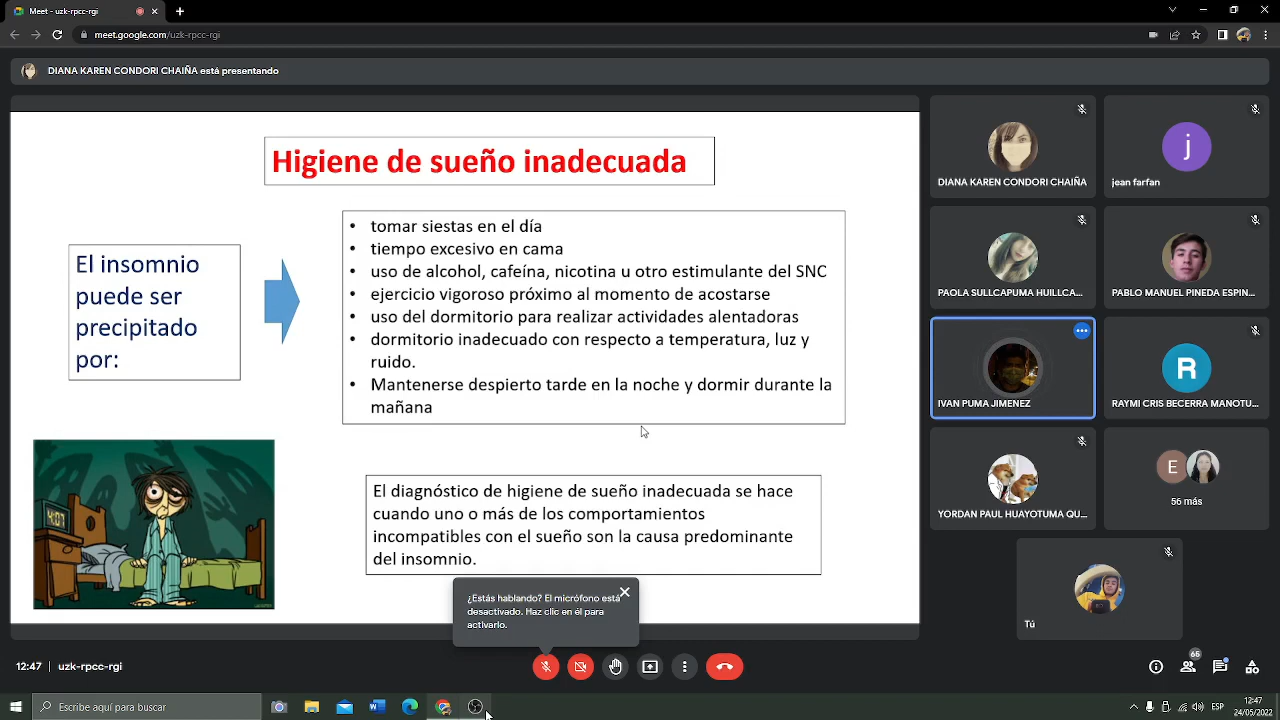 Meet - uzk-rpcc-rgi
meet.google.com/uzk-rpcc-rgi
DIANA KAREN CONDORI CHAIÑA está presentando
Higiene de sueño inadecuada
El insomnio
puede ser
precipitado
por:
• tomar siestas en el día
• tiempo excesivo en cama
• uso de alcohol, cafeína, nicotina u otro estimulante del SNC
• ejercicio vigoroso próximo al momento de acostarse
• uso del dormitorio para realizar actividades alentadoras
• dormitorio inadecuado con respecto a temperatura, luz y
ruido.
• Mantenerse despierto tarde en la noche y dormir durante la
mañana
4:07
El diagnóstico de higiene de sueño inadecuada se hace
cuando uno o más de los comportamientos
incompatibles con el sueño son la causa predominante
del insomnio.
¿Estás hablando? El micrófono está
desactivado. Haz clic en él para
activarlo.
DIANA KAREN CONDORI CHAIÑA
j
jean farfan
PAOLA SULLCAPUMA HUILLCA...
PABLO MANUEL PINEDA ESPIN...
IVAN PUMA JIMENEZ
R
RAYMI CRIS BECERRA MANOTU...
YORDAN PAUL HUAYOTUMA QU...
E
56 más
Tú
12:47
uzk-rpcc-rgi
65
Escribe aquí para buscar
ESP
12:47
24/05/2022